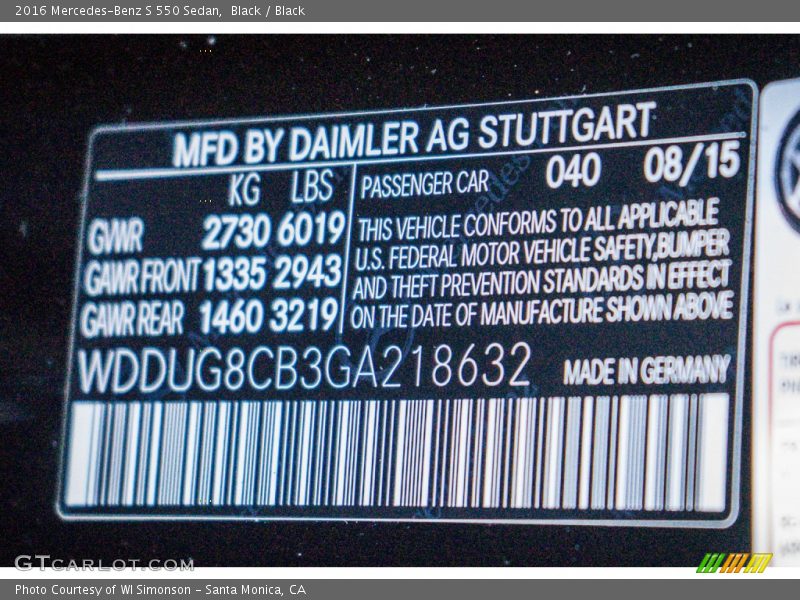 2016 Mercedes-Benz S 550 Sedan, Black / Black
MFD BY DAIMLER AG STUTTGART
KG LBS PASSENGER CAR 040 08/15
GWR 2730 6019
GAWR FRONT 1335 2943
GAWR REAR 1460 3219
THIS VEHICLE CONFORMS TO ALL APPLICABLE
U.S. FEDERAL MOTOR VEHICLE SAFETY,BUMPER
AND THEFT PREVENTION STANDARDS IN EFFECT
ON THE DATE OF MANUFACTURE SHOWN ABOVE
WDDUG8CB3GA218632 MADE IN GERMANY
GTCARLOT.COM
Photo Courtesy of WI Simonson - Santa Monica, CA